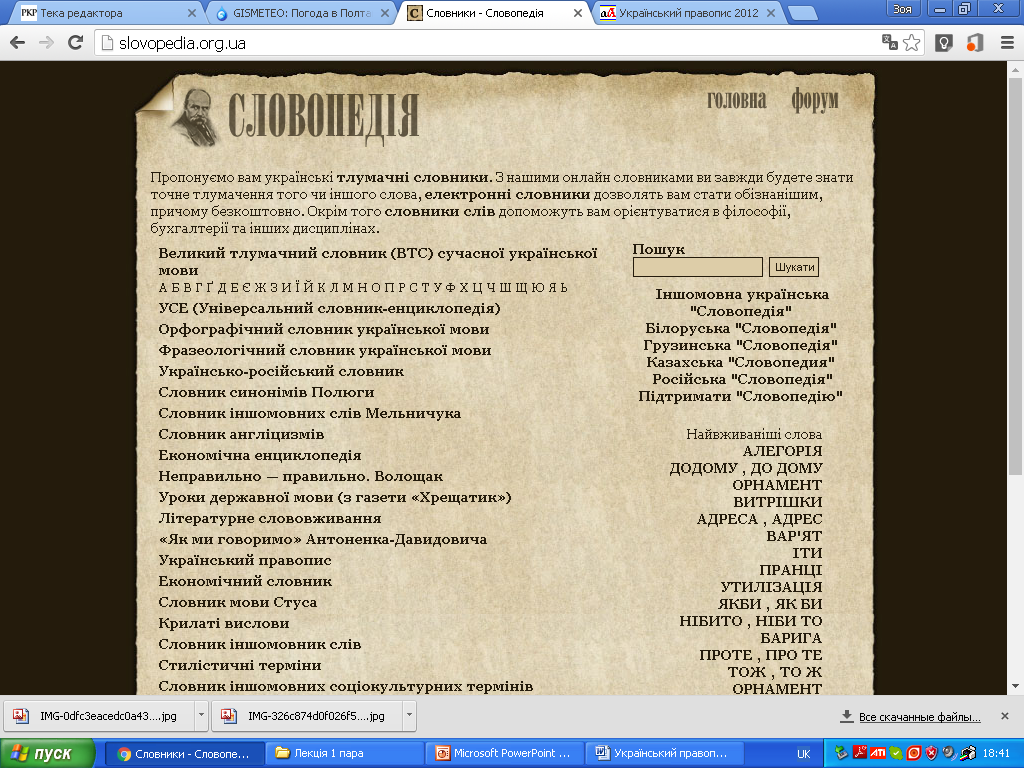 РКР Тека редактора
GISMETEO: Погода в Полта
Словники - Словопедія
Український правопис 2012
Зоя
slovopedia.org.ua
СЛОВОПЕДІЯ
головна форум
Пропонуємо вам українські тлумачні словники. З нашими онлайн словниками ви завжди будете знати
точне тлумачення того чи іншого слова, електронні словники дозволять вам стати обізнанішим,
причому безкоштовно. Окрім того словники слів допоможуть вам орієнтуватися в філософії,
бухгалтерії та інших дисциплінах.
Великий тлумачний словник (ВТС) сучасної української
мови
А Б В Г Ґ Д Е Є Ж З И І Ї Й К Л М Н О П Р С Т У Ф Х Ц Ч Ш Щ Ю Я Ь
УСЕ (Універсальний словник-енциклопедія)
Орфографічний словник української мови
Фразеологічний словник української мови
Українсько-російський словник
Словник синонімів Полюги
Словник іншомовних слів Мельничука
Словник англіцизмів
Економічна енциклопедія
Неправильно — правильно. Волощак
Уроки державної мови (з газети «Хрещатик»)
Літературне слововживання
«Як ми говоримо» Антоненка-Давидовича
Український правопис
Економічний словник
Словник мови Стуса
Крилаті вислови
Словник іншомовних слів
Стилістичні терміни
Словник іншомовних соціокультурних термінів
Пошук
Шукати
Іншомовна українська
"Словопедія"
Білоруська "Словопедія"
Грузинська "Словопедія"
Казахська "Словопедия"
Російська "Словопедія"
Підтримати "Словопедію"
Найвживаніші слова
АЛЕГОРІЯ
ДОДОМУ , ДО ДОМУ
ОРНАМЕНТ
ВИТРІШКИ
АДРЕСА , АДРЕС
ВАР'ЯТ
ІТИ
ПРАНЦІ
УТИЛІЗАЦІЯ
ЯКБИ , ЯК БИ
НІБИТО , НІБИ ТО
БАРИГА
ПРОТЕ , ПРО ТЕ
ТОЖ , ТО Ж
ОРНАМЕНТ
IMG-0dfc3eacedc0a43....jpg
IMG-326c874d0f026f5....jpg
Все скачанные файлы...
пуск
Словники - Словопе...
Лекція 1 пара
Microsoft PowerPoint ...
Український правоп...
UK
18:41